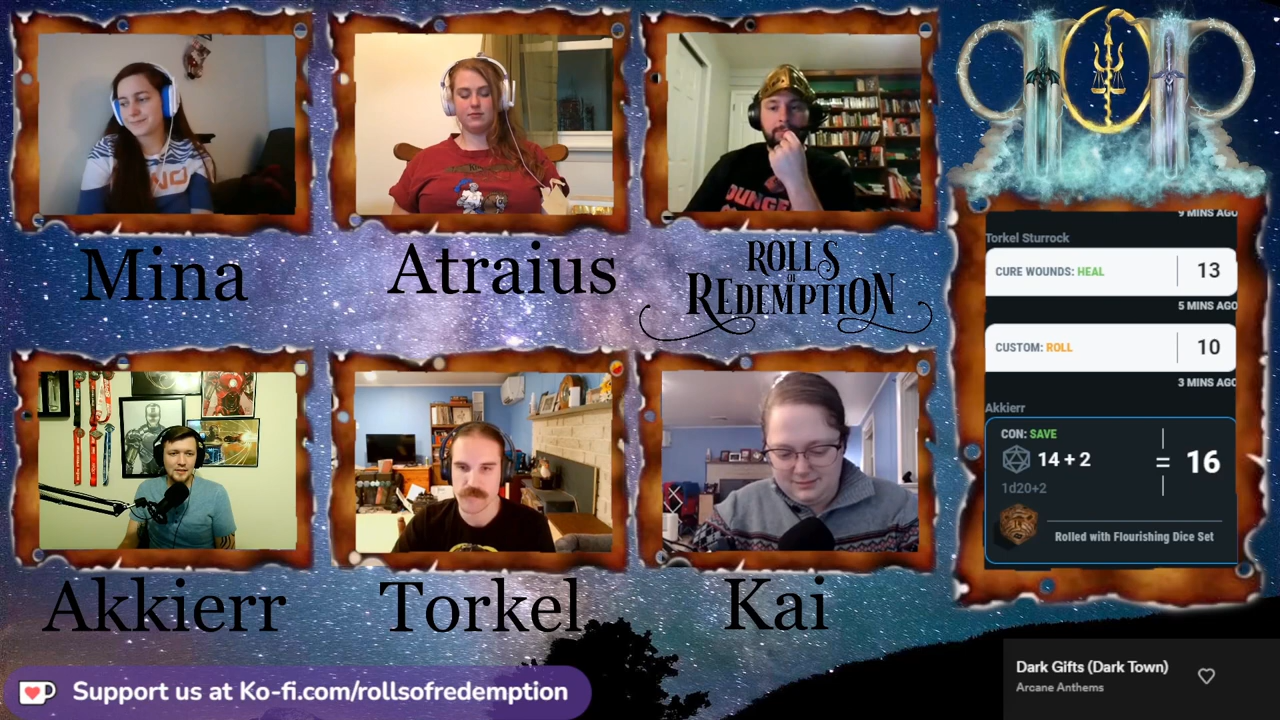 Mina
Atraius
ROLLS
OF
REDEMPTION
Akkierr
Torkel
Kai
9 MINS AGO
Torkel Sturrock
CURE WOUNDS: HEAL 13
5 MINS AGO
CUSTOM: ROLL 10
3 MINS AGO
Akkierr
CON: SAVE
14 + 2 = 16
1d20+2
Rolled with Flourishing Dice Set
Support us at Ko-fi.com/rollsofredemption
Dark Gifts (Dark Town)
Arcane Anthems